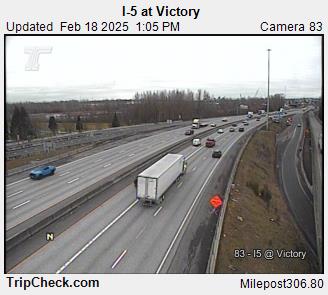 I-5 at Victory
Updated Feb 18 2025 1:05 PM
Camera 83
N
83 - I5 @ Victory
TripCheck.com
Milepost306.80